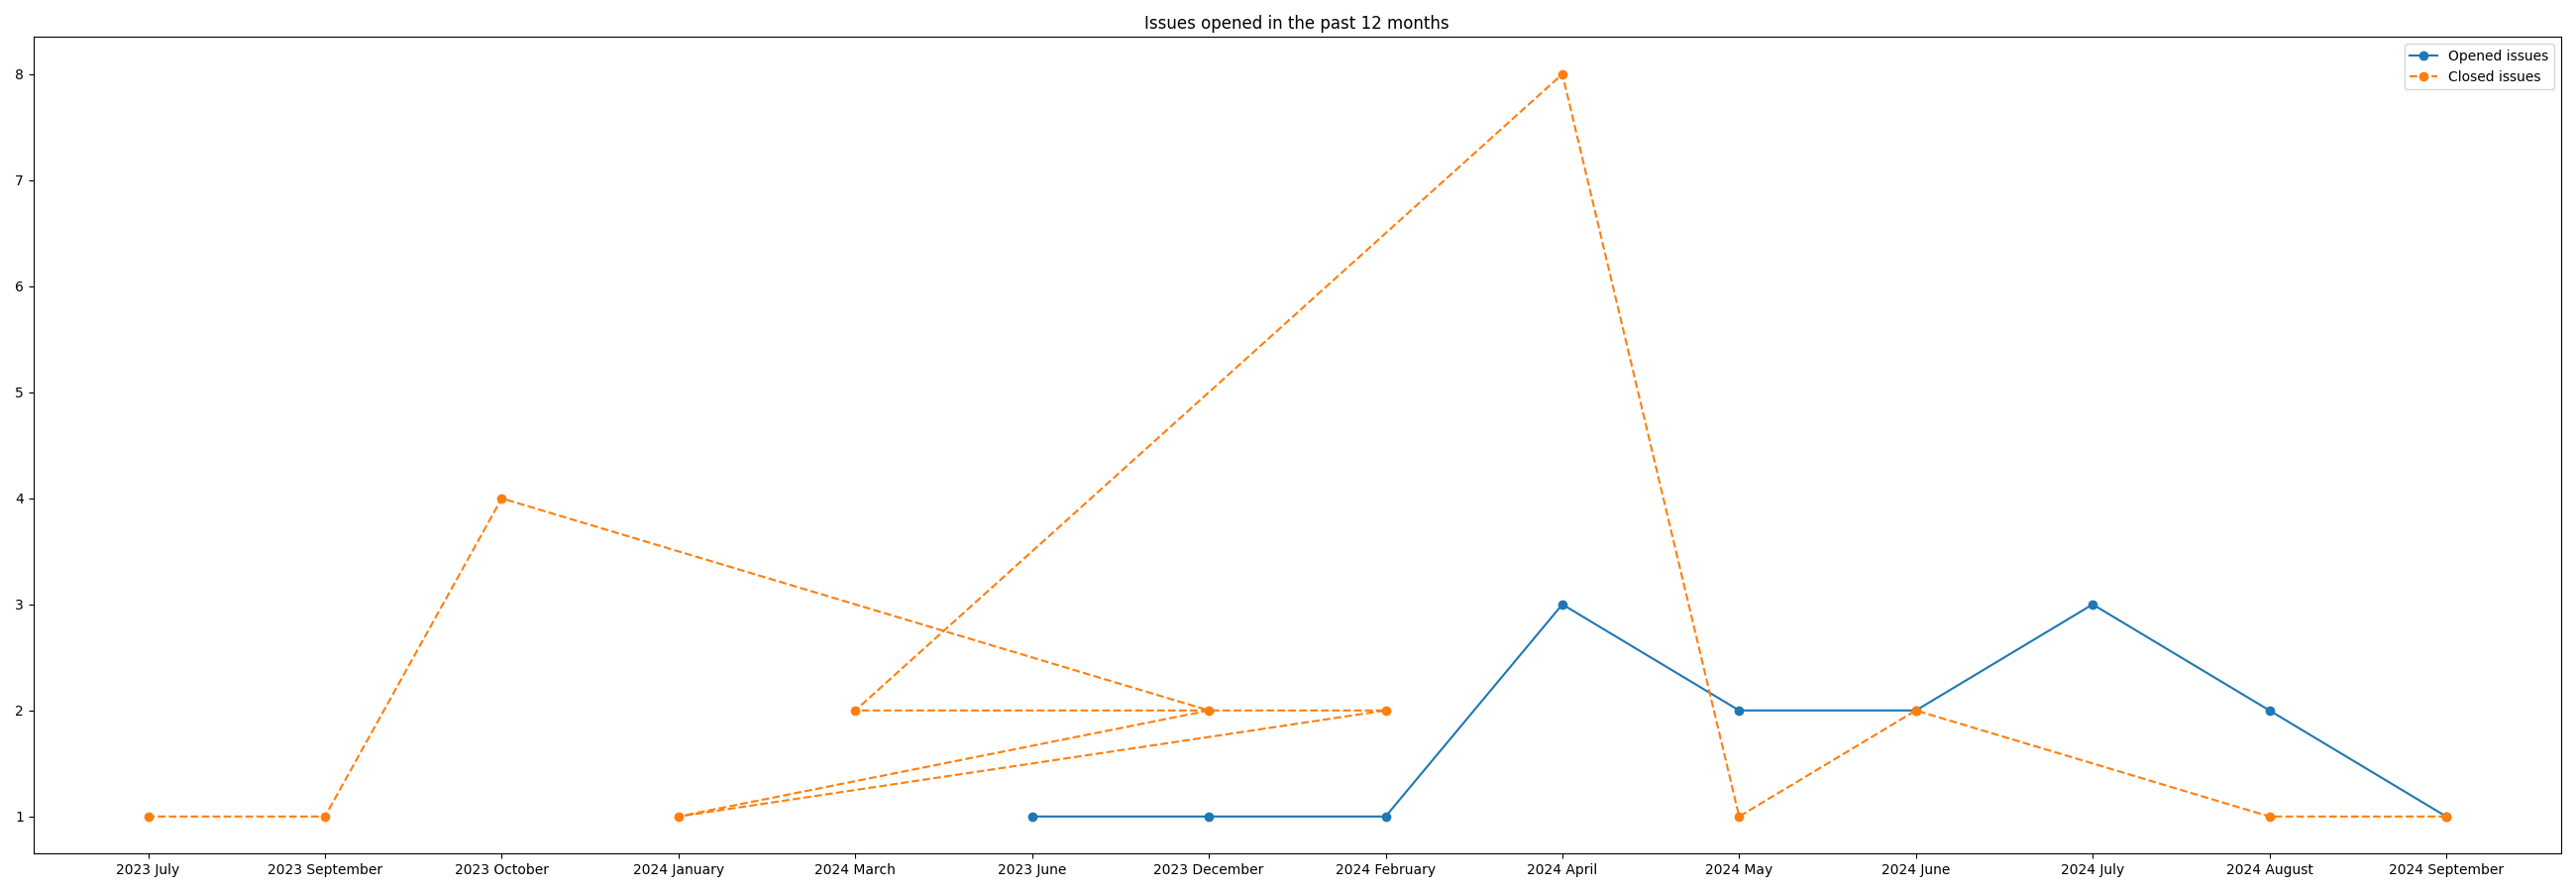 Issues opened in the past 12 months
Opened issues
Closed issues
8
7
6
5
4
3
2
1
2023 July 2023 September 2023 October 2024 January 2024 March 2023 June 2023 December 2024 February 2024 April 2024 May 2024 June 2024 July 2024 August 2024 September